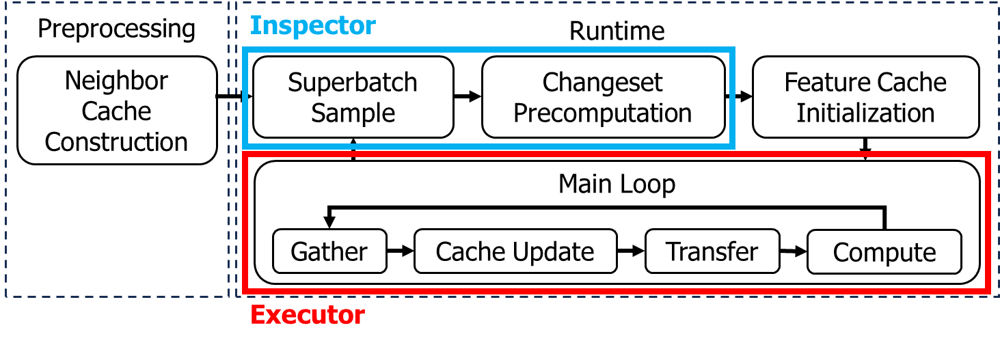 Preprocessing
Neighbor
Cache
Construction
Inspector
Runtime
Superbatch
Sample
Changeset
Precomputation
Feature Cache
Initialization
Main Loop
Gather
Cache Update
Transfer
Compute
Executor